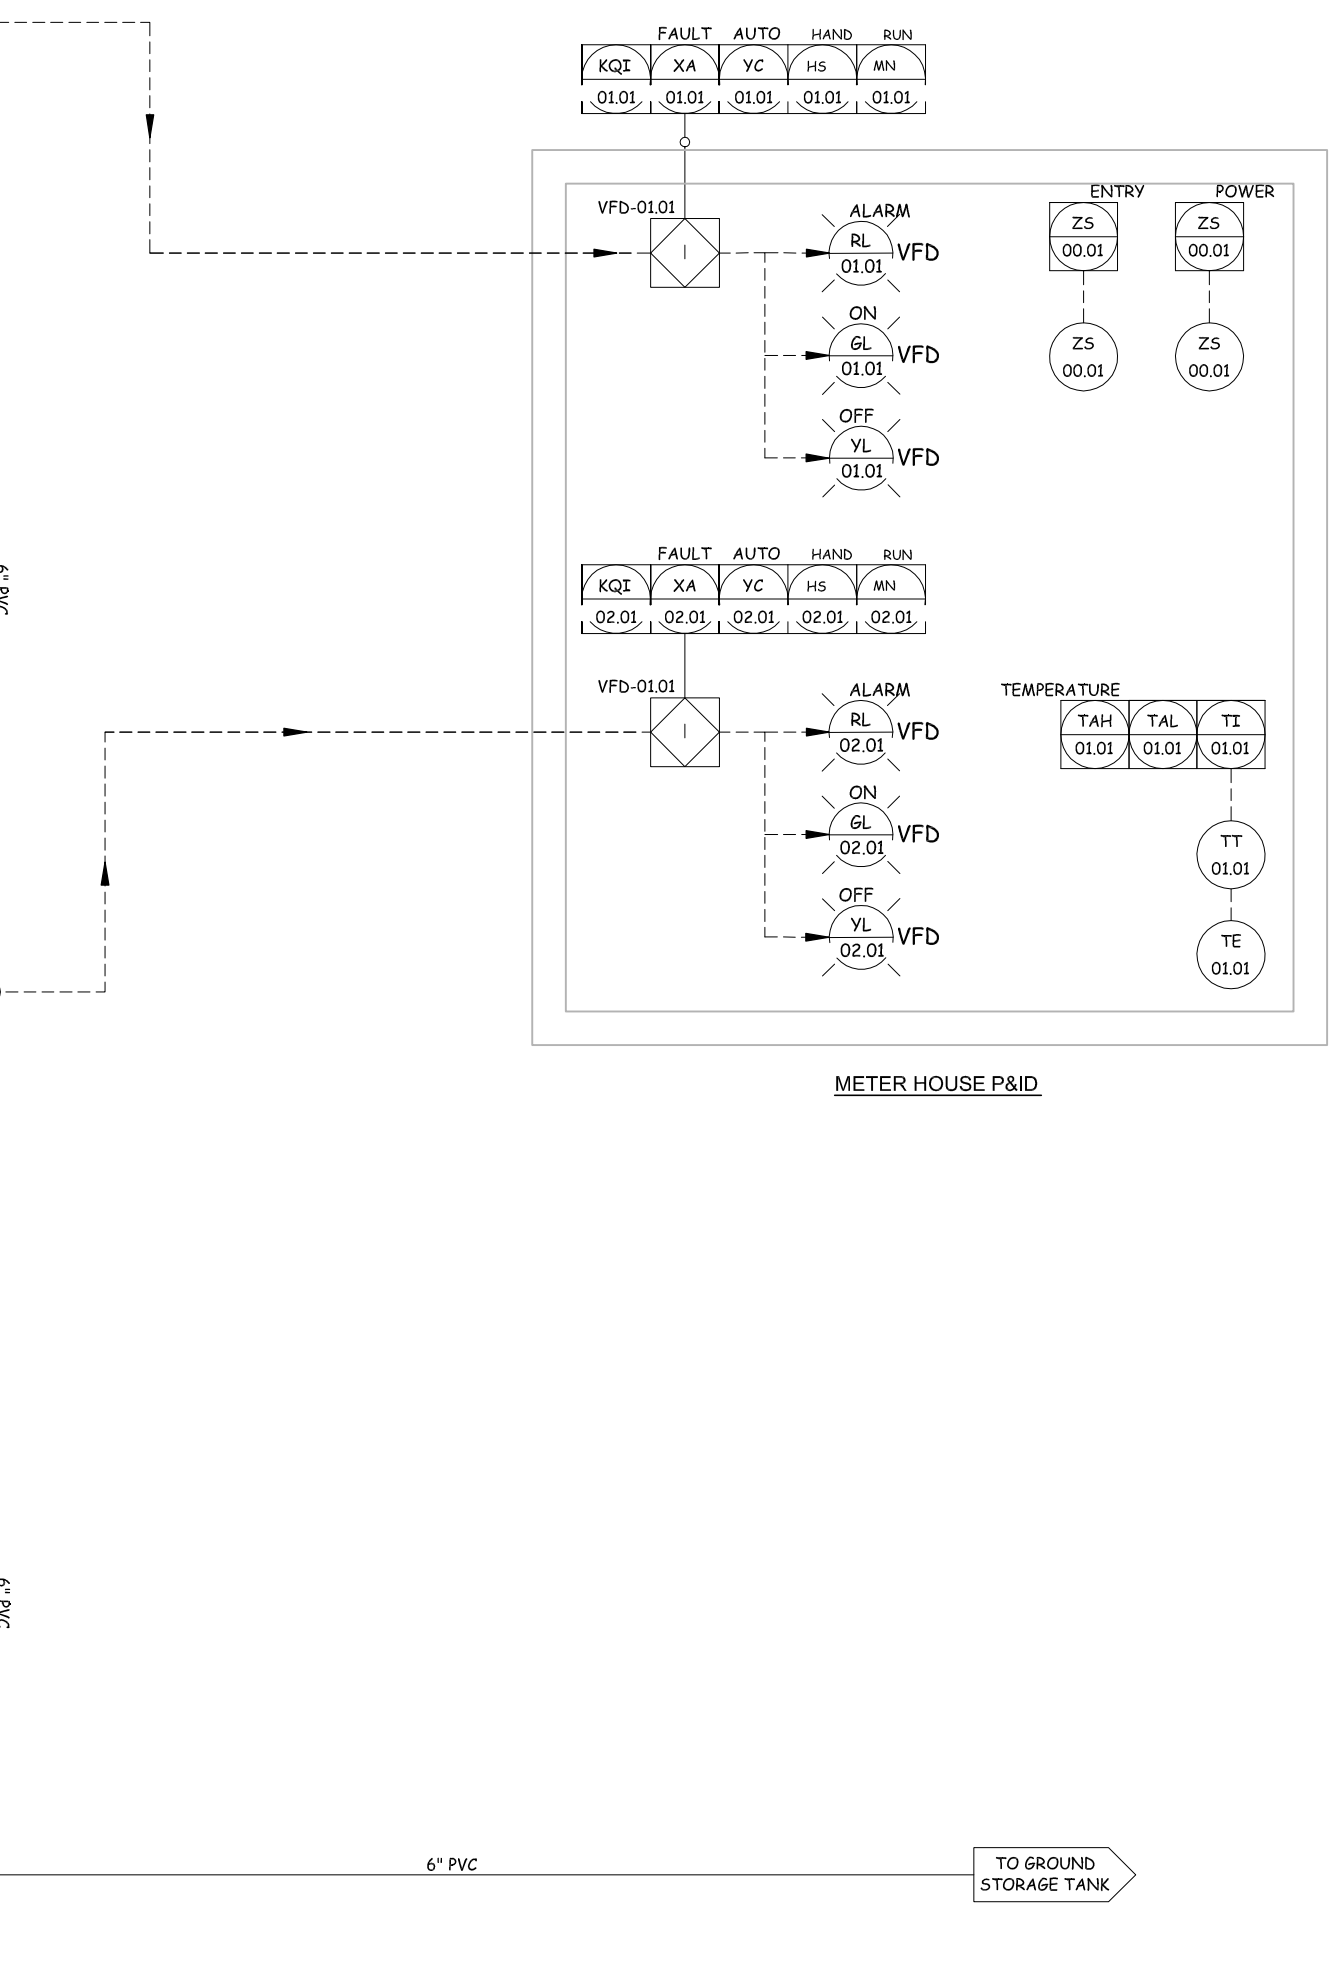 FAULT AUTO HAND RUN
KQI XA YC HS MN
01.01 01.01 01.01 01.01 01.01
ENTRY POWER
VFD-01.01
ALARM
RL
01.01
VFD
ZS
00.01
ZS
00.01
I
ON
GL
01.01
VFD
ZS
00.01
ZS
00.01
OFF
YL
01.01
VFD
6" PVC
FAULT AUTO HAND RUN
KQI XA YC HS MN
02.01 02.01 02.01 02.01 02.01
VFD-01.01
I
ALARM
RL
02.01
VFD
TEMPERATURE
TAH TAL TI
01.01 01.01 01.01
ON
GL
02.01
VFD
TT
01.01
OFF
YL
02.01
VFD
TE
01.01
METER HOUSE P&ID
6" PVC
6" PVC
TO GROUND
STORAGE TANK